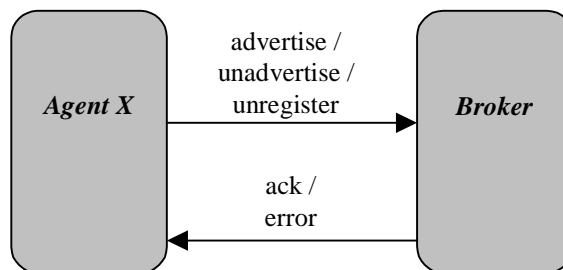 advertise /
unadvertise /
unregister
Agent X
Broker
ack /
error